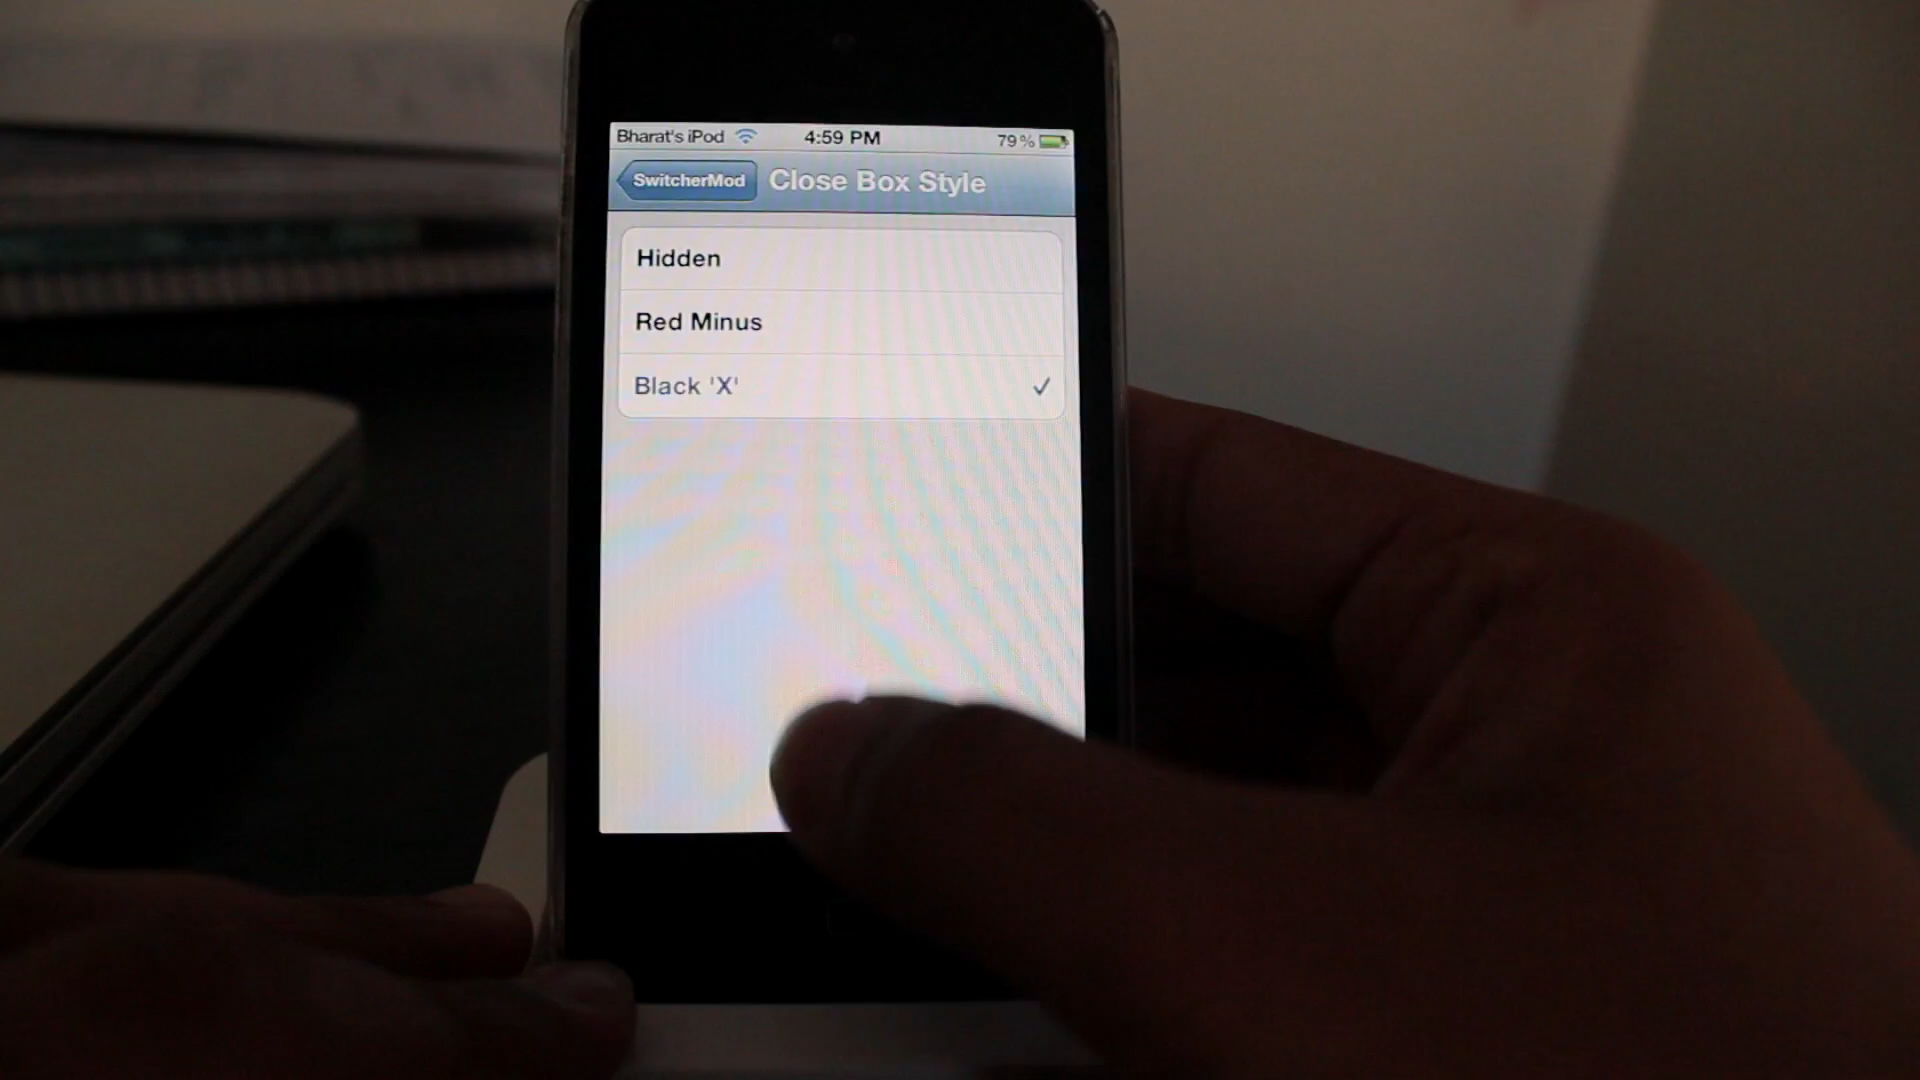 Bharat's iPod 4:59 PM 79%
SwitcherMod Close Box Style
Hidden
Red Minus
Black 'X'